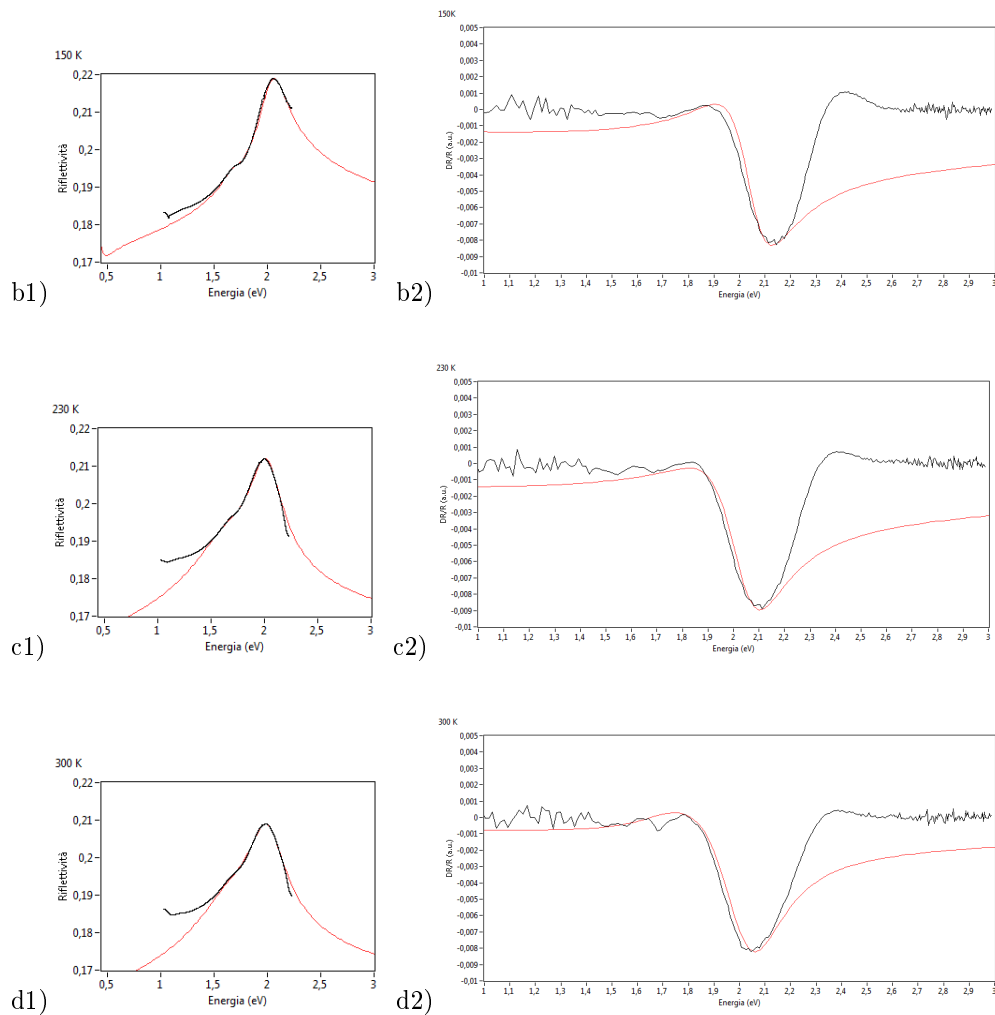 150 K
0,22
0,21
0,2
0,19
0,18
0,17
Riflettività
0,5 1 1,5 2 2,5 3
Energia (eV)
b1)
150K
0,005
0,004
0,003
0,002
0,001
0
-0,001
-0,002
-0,003
-0,004
-0,005
-0,006
-0,007
-0,008
-0,009
-0,01
DR/R (a.u.)
1 1,1 1,2 1,3 1,4 1,5 1,6 1,7 1,8 1,9 2 2,1 2,2 2,3 2,4 2,5 2,6 2,7 2,8 2,9 3
Energia (eV)
b2)
230 K
0,22
0,21
0,2
0,19
0,18
0,17
Riflettività
0,5 1 1,5 2 2,5 3
Energia (eV)
c1)
230 K
0,005
0,004
0,003
0,002
0,001
0
-0,001
-0,002
-0,003
-0,004
-0,005
-0,006
-0,007
-0,008
-0,009
-0,01
DR/R (a.u.)
1 1,1 1,2 1,3 1,4 1,5 1,6 1,7 1,8 1,9 2 2,1 2,2 2,3 2,4 2,5 2,6 2,7 2,8 2,9 3
Energia (eV)
c2)
300 K
0,22
0,21
0,2
0,19
0,18
0,17
Riflettività
0,5 1 1,5 2 2,5 3
Energia (eV)
d1)
300 K
0,005
0,004
0,003
0,002
0,001
0
-0,001
-0,002
-0,003
-0,004
-0,005
-0,006
-0,007
-0,008
-0,009
-0,01
DR/R (a.u.)
1 1,1 1,2 1,3 1,4 1,5 1,6 1,7 1,8 1,9 2 2,1 2,2 2,3 2,4 2,5 2,6 2,7 2,8 2,9 3
Energia (eV)
d2)